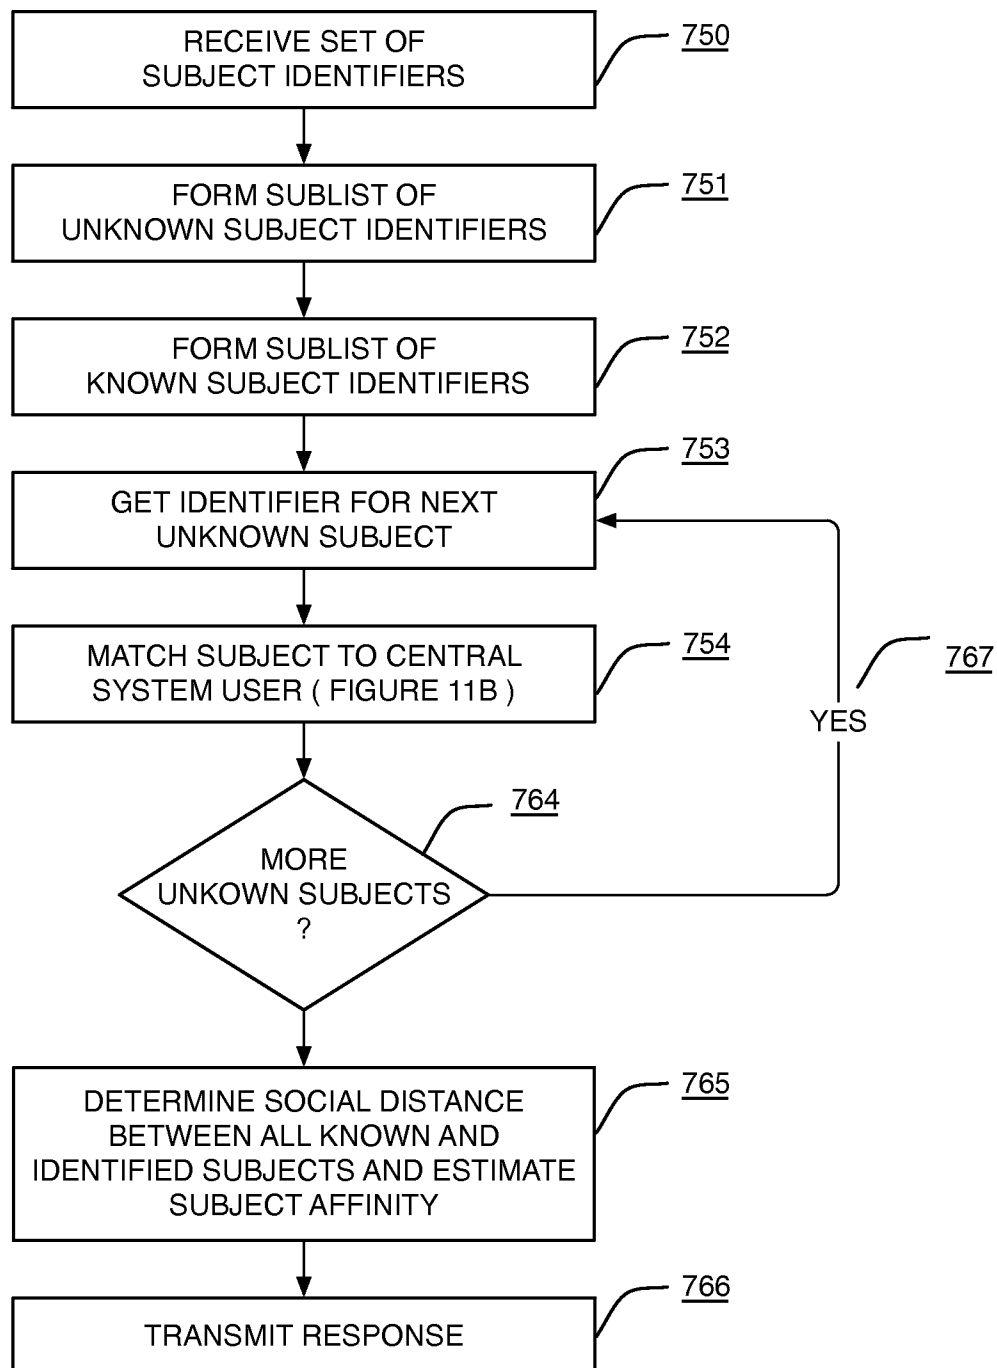 RECEIVE SET OF
SUBJECT IDENTIFIERS
750
FORM SUBLIST OF
UNKNOWN SUBJECT IDENTIFIERS
751
FORM SUBLIST OF
KNOWN SUBJECT IDENTIFIERS
752
GET IDENTIFIER FOR NEXT
UNKNOWN SUBJECT
753
MATCH SUBJECT TO CENTRAL
SYSTEM USER ( FIGURE 11B )
754
767
YES
764
MORE
UNKOWN SUBJECTS
?
DETERMINE SOCIAL DISTANCE
BETWEEN ALL KNOWN AND
IDENTIFIED SUBJECTS AND ESTIMATE
SUBJECT AFFINITY
765
TRANSMIT RESPONSE
766